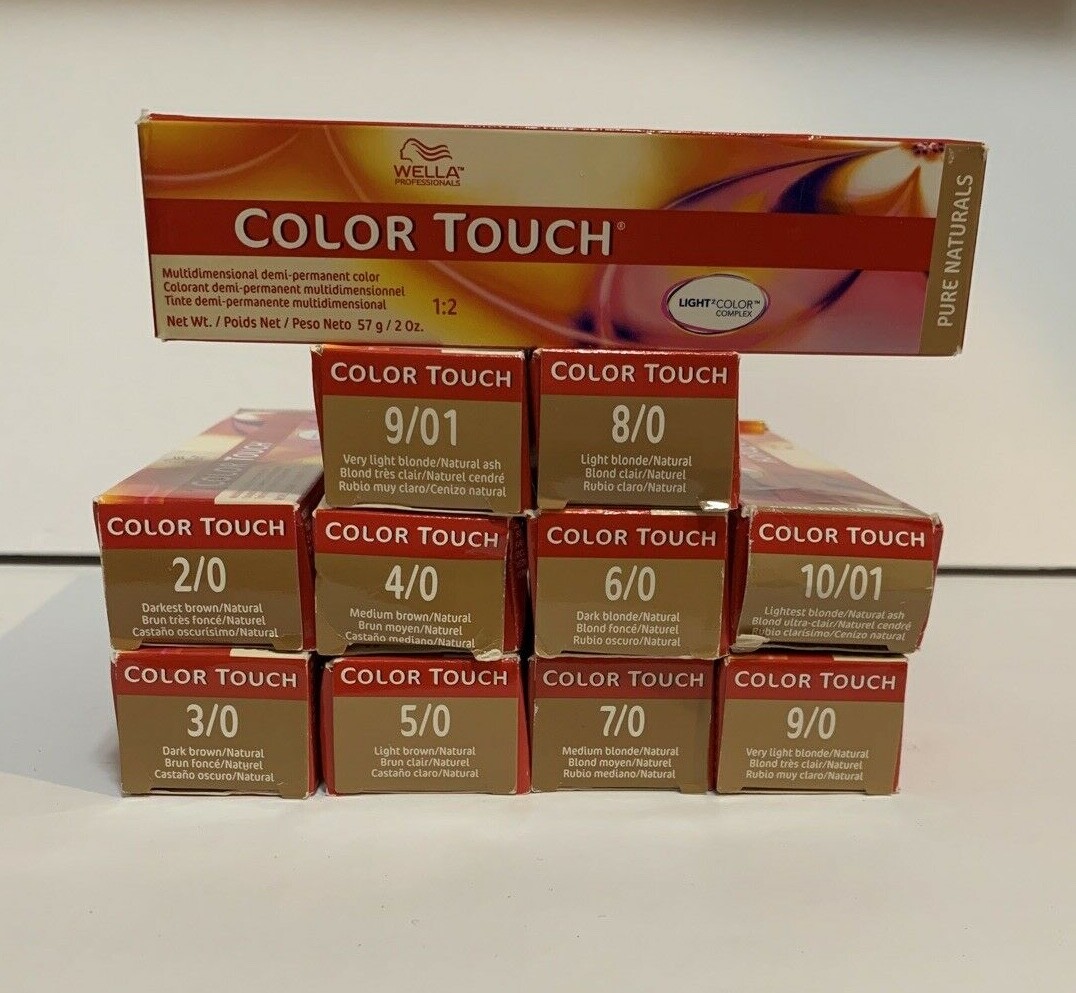 WELLA™
PROFESSIONALS
COLOR TOUCH®
Multidimensional demi-permanent color
Colorant demi-permanent multidimensionnel
Tinte demi-permanente multidimensional
1:2
Net Wt. / Poids Net / Peso Neto 57 g / 2 Oz.
LIGHT²COLOR™
COMPLEX
PURE NATURALS
COLOR TOUCH
9/01
Very light blonde/Natural ash
Blond très clair/Naturel cendré
Rubio muy claro/Cenizo natural
COLOR TOUCH
8/0
Light blonde/Natural
Blond clair/Naturel
Rubio claro/Natural
COLOR TOUCH
COLOR TOUCH
2/0
Darkest brown/Natural
Brun très foncé/Naturel
Castaño oscurísimo/Natural
COLOR TOUCH
4/0
Medium brown/Natural
Brun moyen/Naturel
Castaño mediano/Natural
COLOR TOUCH
6/0
Dark blonde/Natural
Blond foncé/Naturel
Rubio oscuro/Natural
PURE NATURALS
COLOR TOUCH
10/01
Lightest blonde/Natural ash
Blond ultra-clair/Naturel cendré
Rubio clarísimo/Cenizo natural
COLOR TOUCH
3/0
Dark brown/Natural
Brun foncé/Naturel
Castaño oscuro/Natural
COLOR TOUCH
5/0
Light brown/Natural
Brun clair/Naturel
Castaño claro/Natural
COLOR TOUCH
7/0
Medium blonde/Natural
Blond moyen/Naturel
Rubio mediano/Natural
COLOR TOUCH
9/0
Very light blonde/Natural
Blond très clair/Naturel
Rubio muy claro/Natural